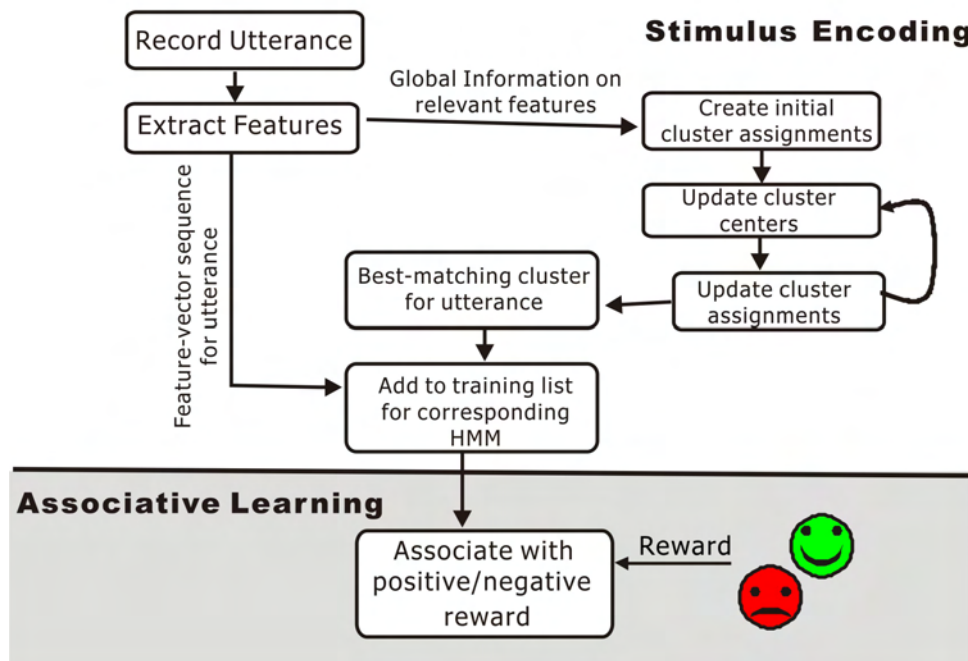 Record Utterance
Stimulus Encoding
Global Information on
relevant features
Extract Features
Create initial
cluster assignments
Update cluster
centers
Feature-vector sequence
for utterance
Best-matching cluster
for utterance
Update cluster
assignments
Add to training list
for corresponding
HMM
Associative Learning
Associate with
positive/negative
reward
Reward